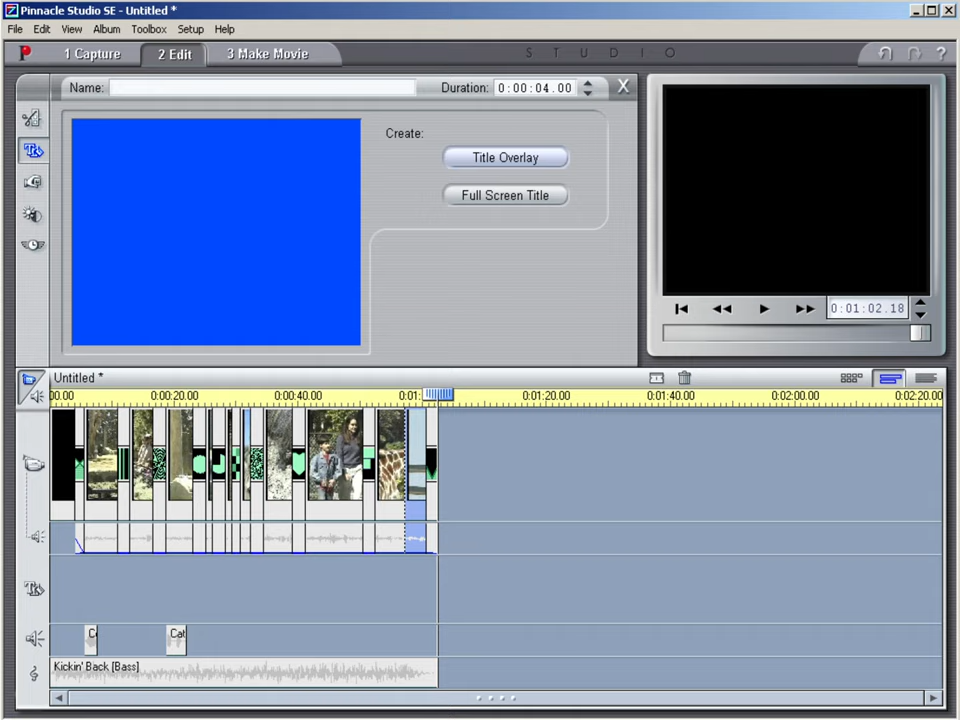 Pinnacle Studio SE - Untitled *
File Edit View Album Toolbox Setup Help
1 Capture 2 Edit 3 Make Movie STUDIO ?
Name: Duration: 0:00:04.00 X
Create:
Title Overlay
Full Screen Title
0:01:02.18
Untitled *
00.00 0:00:20.00 0:00:40.00 0:01: 0:01:20.00 0:01:40.00 0:02:00.00 0:02:20.00
C Cat
Kickin' Back [Bass]